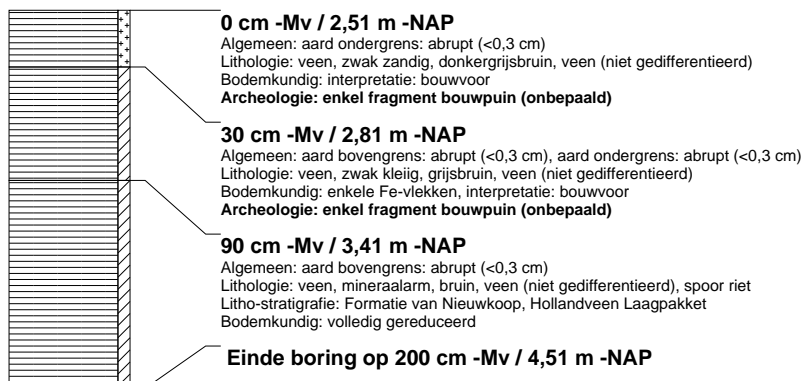 0 cm -Mv / 2,51 m -NAP
Algemeen: aard ondergrens: abrupt (<0,3 cm)
Lithologie: veen, zwak zandig, donkergrijsbruin, veen (niet gedifferentieerd)
Bodemkundig: interpretatie: bouwvoor
Archeologie: enkel fragment bouwpuin (onbepaald)
30 cm -Mv / 2,81 m -NAP
Algemeen: aard bovengrens: abrupt (<0,3 cm), aard ondergrens: abrupt (<0,3 cm)
Lithologie: veen, zwak kleiig, grijsbruin, veen (niet gedifferentieerd)
Bodemkundig: enkele Fe-vlekken, interpretatie: bouwvoor
Archeologie: enkel fragment bouwpuin (onbepaald)
90 cm -Mv / 3,41 m -NAP
Algemeen: aard bovengrens: abrupt (<0,3 cm)
Lithologie: veen, mineraalarm, bruin, veen (niet gedifferentieerd), spoor riet
Litho-stratigrafie: Formatie van Nieuwkoop, Hollandveen Laagpakket
Bodemkundig: volledig gereduceerd
Einde boring op 200 cm -Mv / 4,51 m -NAP